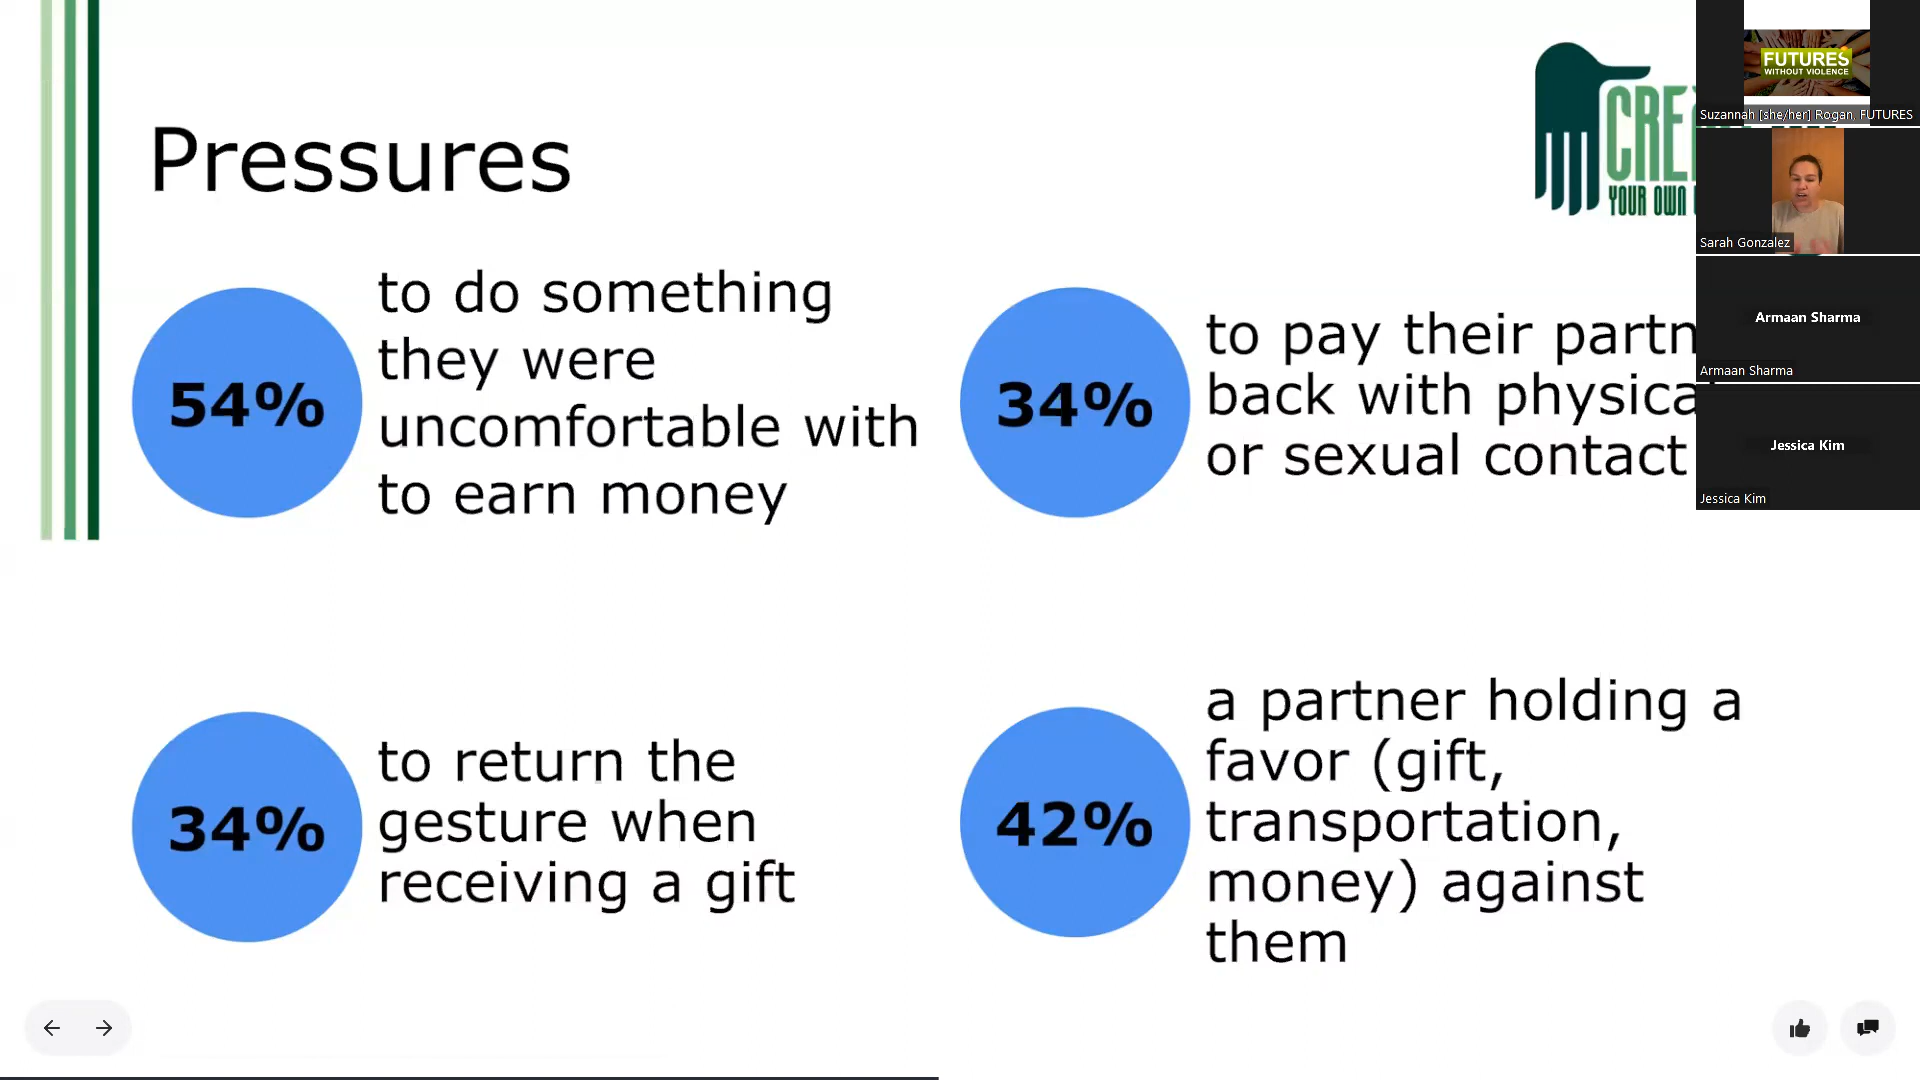 Pressures
CRE
YOUR OWN
54%
to do something
they were
uncomfortable with
to earn money
34%
to pay their partn
back with physica
or sexual contact
34%
to return the
gesture when
receiving a gift
42%
a partner holding a
favor (gift,
transportation,
money) against
them
FUTURES
WITHOUT VIOLENCE
Suzannah [she/her] Rogan, FUTURES
Sarah Gonzalez
Armaan Sharma
Armaan Sharma
Jessica Kim
Jessica Kim